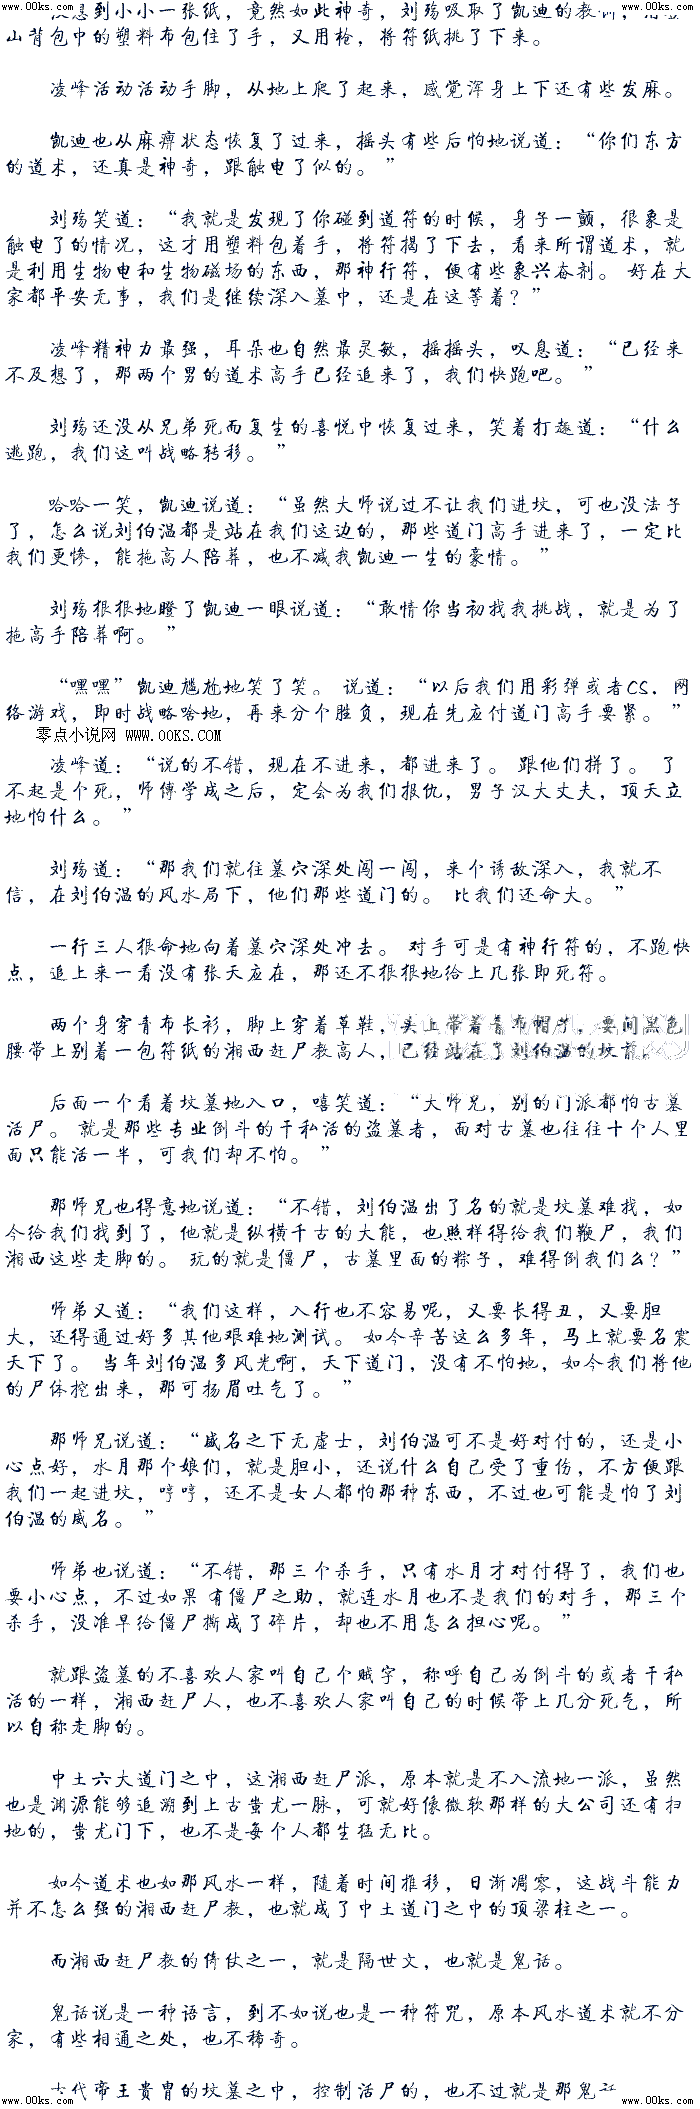 www.00ks.com www.00ks.com
想到小小一张纸，竟然如此神奇，刘殇吸取了凯迪的教训，
山背包中的塑料布包住了手，又用枪，将符纸挑了下来。
凌峰活动活动手脚，从地上爬了起来，感觉浑身上下还有些发麻。
凯迪也从麻痹状态恢复了过来，摇头有些后怕地说道：“你们东方
的道术，还真是神奇，跟触电了似的。”
刘殇笑道：“我就是发现了你碰到道符的时候，身子一颤，很象是
触电了的情况，这才用塑料包着手，将符揭了下去，看来所谓道术，就
是利用生物电和生物磁场的东西，那神行符，便有些象兴奋剂。 好在大
家都平安无事，我们是继续深入墓中，还是在这等着？”
凌峰精神力最强，耳朵也自然最灵敏，摇摇头，叹息道：“已经来
不及想了，那两个男的道术高手已经追来了，我们快跑吧。”
刘殇还没从兄弟死而复生的喜悦中恢复过来，笑着打趣道：“什么
逃跑，我们这叫战略转移。”
哈哈一笑，凯迪说道：“虽然大师说过不让我们进坟，可也没法子
了，怎么说刘伯温都是站在我们这边的，那些道门高手进来了，一定比
我们更惨，能拖高人陪葬，也不减我凯迪一生的豪情。”
刘殇狠狠地瞪了凯迪一眼说道：“敢情你当初找我挑战，就是为了
拖高手陪葬啊。”
“嘿嘿”凯迪尴尬地笑了笑。 说道：“以后我们用彩弹或者CS、网
络游戏，即时战略啥地，再来分个胜负，现在先应付道门高手要紧。”
零点小说网 www.00KS.com
凌峰道：“说的不错，现在不进来，都进来了。 跟他们拼了。 了
不起是个死，师傅学成之后，定会为我们报仇，男子汉大丈夫，顶天立
地怕什么。”
刘殇道：“那我们就往墓穴深处闯一闯，来个诱敌深入，我就不
信，在刘伯温的风水局下，他们那些道门的。 比我们还命大。”
一行三人狠命地向着墓穴深处冲去。 对手可是有神行符的，不跑快
点，追上来一看没有张天应在，那还不狠狠地给上几张即死符。
两个身穿青布长衫，脚上穿着草鞋，头上带着青布帽子，要间黑色
腰带上别着一包符纸的湘西赶尸教高人，已经站在了刘伯温的坟前。
后面一个看着坟墓地入口，嘻笑道：“大师兄，别的门派都怕古墓
活尸。 就是那些专业倒斗的干私活的盗墓者，面对古墓也往往十个人里
面只能活一半，可我们却不怕。”
那师兄也得意地说道：“不错，刘伯温出了名的就是坟墓难找，如
今给我们找到了，他就是纵横千古的大能，也照样得给我们鞭尸，我们
湘西这些走脚的。 玩的就是僵尸，古墓里面的粽子，难得倒我们么？”
师弟又道：“我们这样，入行也不容易呢，又要长得丑，又要胆
大，还得通过好多其他艰难地测试。 如今辛苦这么多年，马上就要名震
天下了。 当年刘伯温多风光啊，天下道门，没有不怕地，如今我们将他
的尸体挖出来，那可扬眉吐气了。”
那师兄说道：“威名之下无虚士，刘伯温可不是好对付的，还是小
心点好，水月那个娘们，就是胆小，还说什么自己受了重伤，不方便跟
我们一起进坟，哼哼，还不是女人都怕那种东西，不过也可能是怕了刘
伯温的威名。”
师弟也说道：“不错，那三个杀手，只有水月才对付得了，我们也
要小心点，不过如果有僵尸之助，就连水月也不是我们的对手，那三个
杀手，没准早给僵尸撕成了碎片，却也不用怎么担心呢。”
就跟盗墓的不喜欢人家叫自己个贼字，称呼自己为倒斗的或者干私
活的一样，湘西赶尸人，也不喜欢人家叫自己的时候带上几分死气，所
以自称走脚的。
中土六大道门之中，这湘西赶尸派，原本就是不入流地一派，虽然
也是渊源能够追溯到上古蚩尤一脉，可就好像微软那样的大公司还有扫
地的，蚩尤门下，也不是每个人都生猛无比。
如今道术也如那风水一样，随着时间推移，日渐凋零，这战斗能力
并不怎么强的湘西赶尸教，也就成了中土道门之中的顶梁柱之一。
而湘西赶尸教的倚仗之一，就是隔世文，也就是鬼话。
鬼话说是一种语言，到不如说也是一种符咒，原本风水道术就不分
家，有些相通之处，也不稀奇。
古代帝王贵胄的坟墓之中，控制活尸的，也不过就是那鬼话
www.00ks.com www.00ks.com